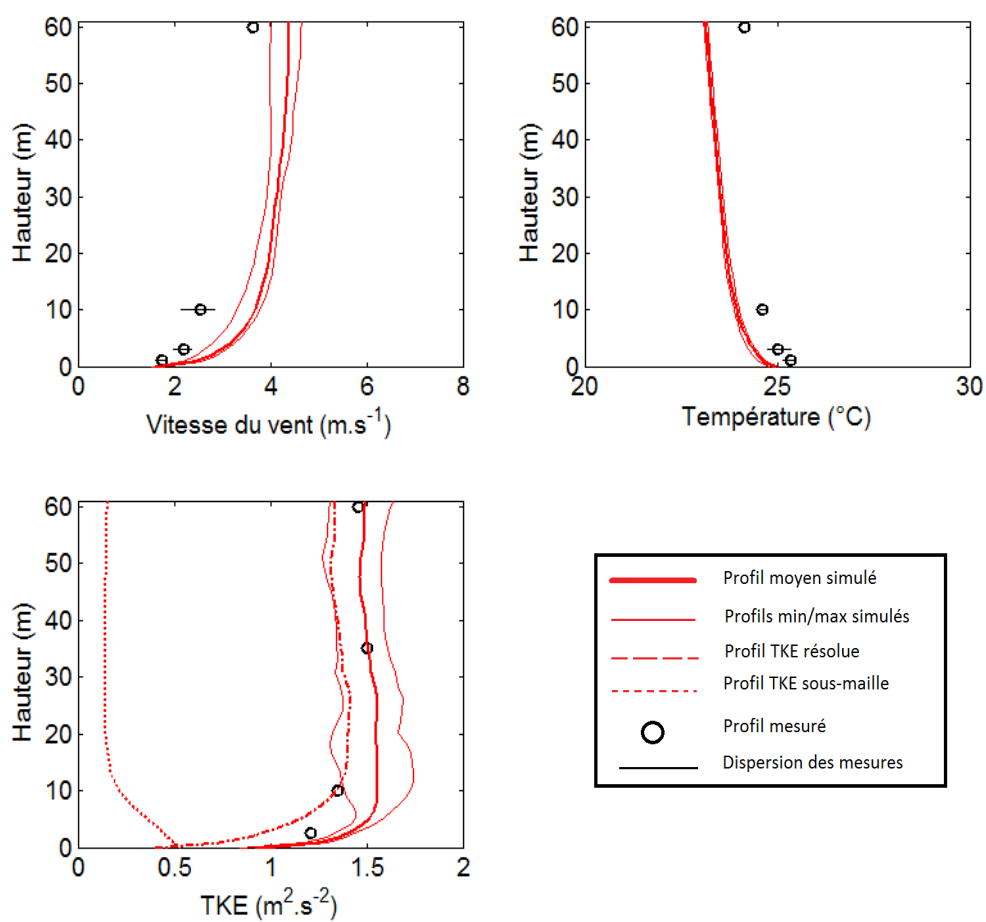 60
50
40
30
20
10
0
Hauteur (m)
0 2 4 6 8
Vitesse du vent (m.s⁻¹)
60
50
40
30
20
10
0
Hauteur (m)
20 25 30
Température (°C)
60
50
40
30
20
10
0
Hauteur (m)
0 0.5 1 1.5 2
TKE (m².s⁻²)
Profil moyen simulé
Profils min/max simulés
Profil TKE résolue
Profil TKE sous-maille
Profil mesuré
Dispersion des mesures